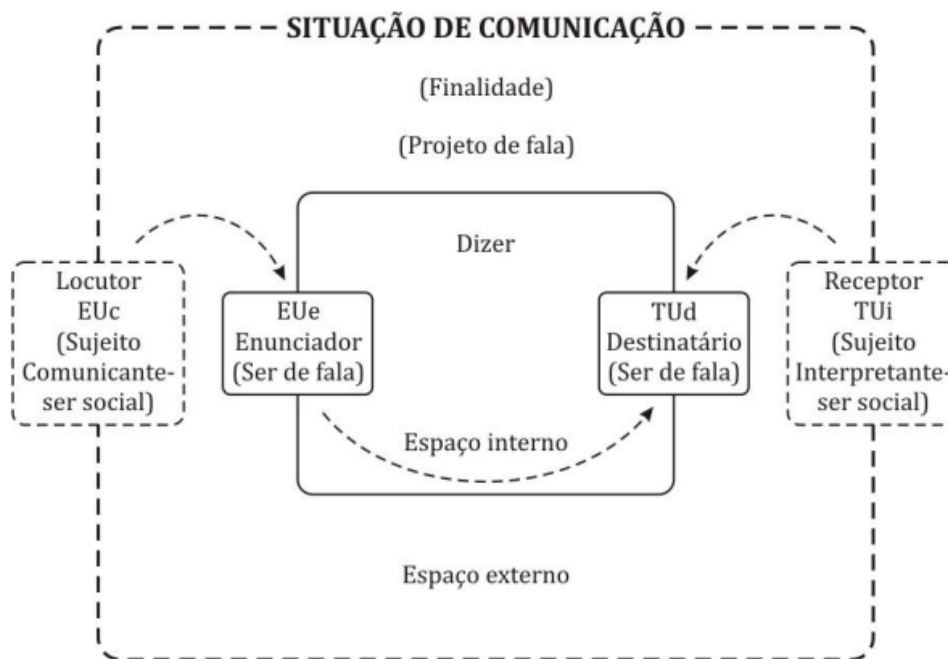 SITUAÇÃO DE COMUNICAÇÃO
(Finalidade)
(Projeto de fala)
Dizer
Locutor
EUc
(Sujeito
Comunicante-
ser social)
EUe
Enunciador
(Ser de fala)
TUd
Destinatário
(Ser de fala)
Receptor
TUi
(Sujeito
Interpretante-
ser social)
Espaço interno
Espaço externo